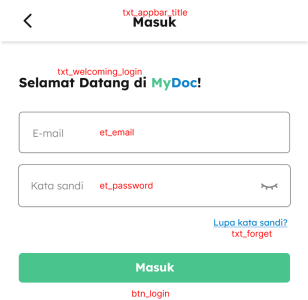 txt_appbar_title
Masuk
txt_welcoming_login
Selamat Datang di MyDoc!
E-mail et_email
Kata sandi et_password
Lupa kata sandi?
txt_forget
Masuk
btn_login